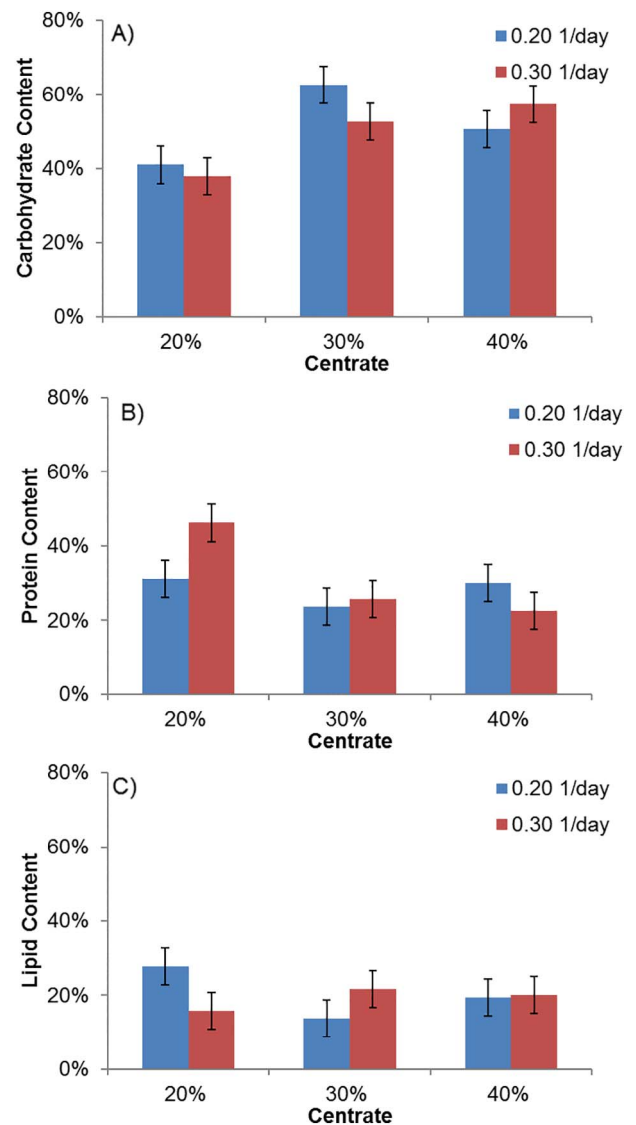 A)
0.20 1/day
0.30 1/day
80%
60%
40%
20%
0%
Carbohydrate Content
20% 30% 40%
Centrate
B)
0.20 1/day
0.30 1/day
80%
60%
40%
20%
0%
Protein Content
20% 30% 40%
Centrate
C)
0.20 1/day
0.30 1/day
80%
60%
40%
20%
0%
Lipid Content
20% 30% 40%
Centrate